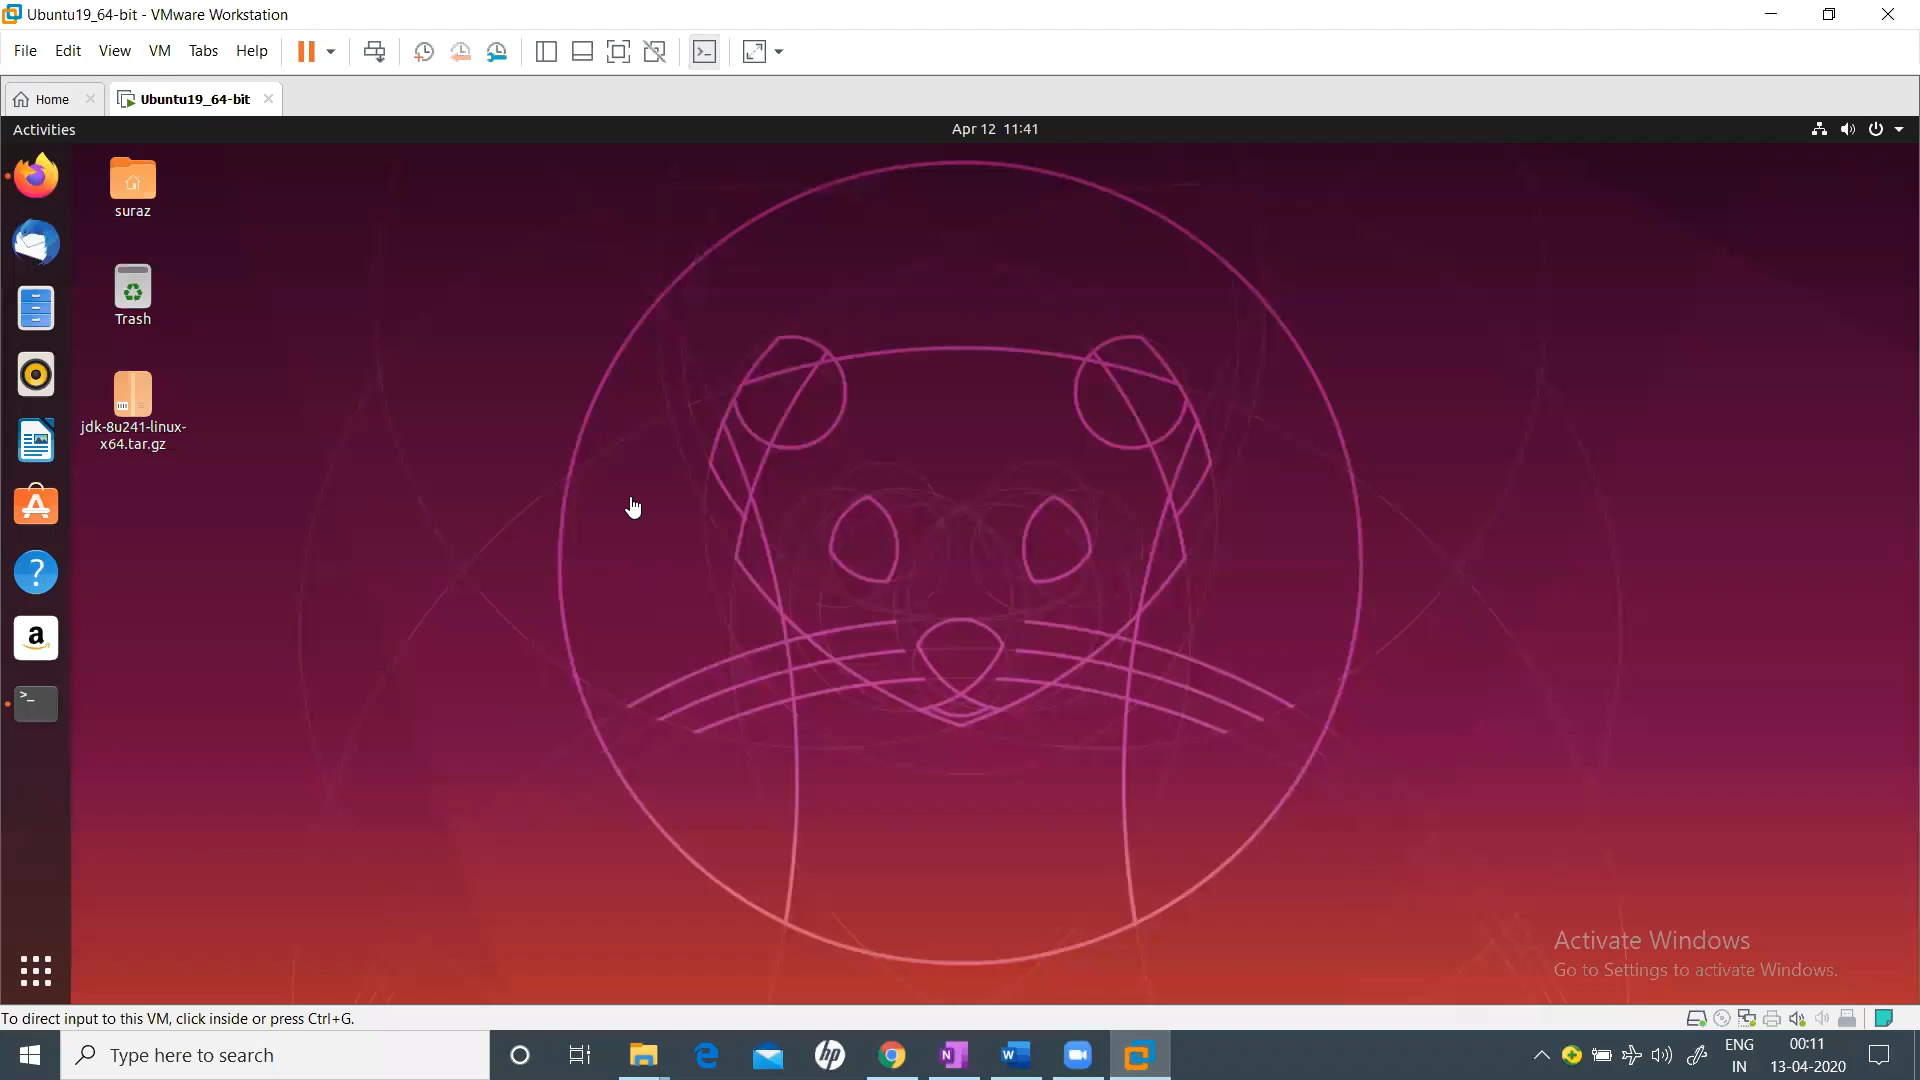 Ubuntu19_64-bit - VMware Workstation
File Edit View VM Tabs Help
Home Ubuntu19_64-bit
Activities Apr 12 11:41
suraz
Trash
jdk-8u241-linux-
x64.tar.gz
Activate Windows
Go to Settings to activate Windows.
To direct input to this VM, click inside or press Ctrl+G.
Type here to search
ENG
IN
00:11
13-04-2020